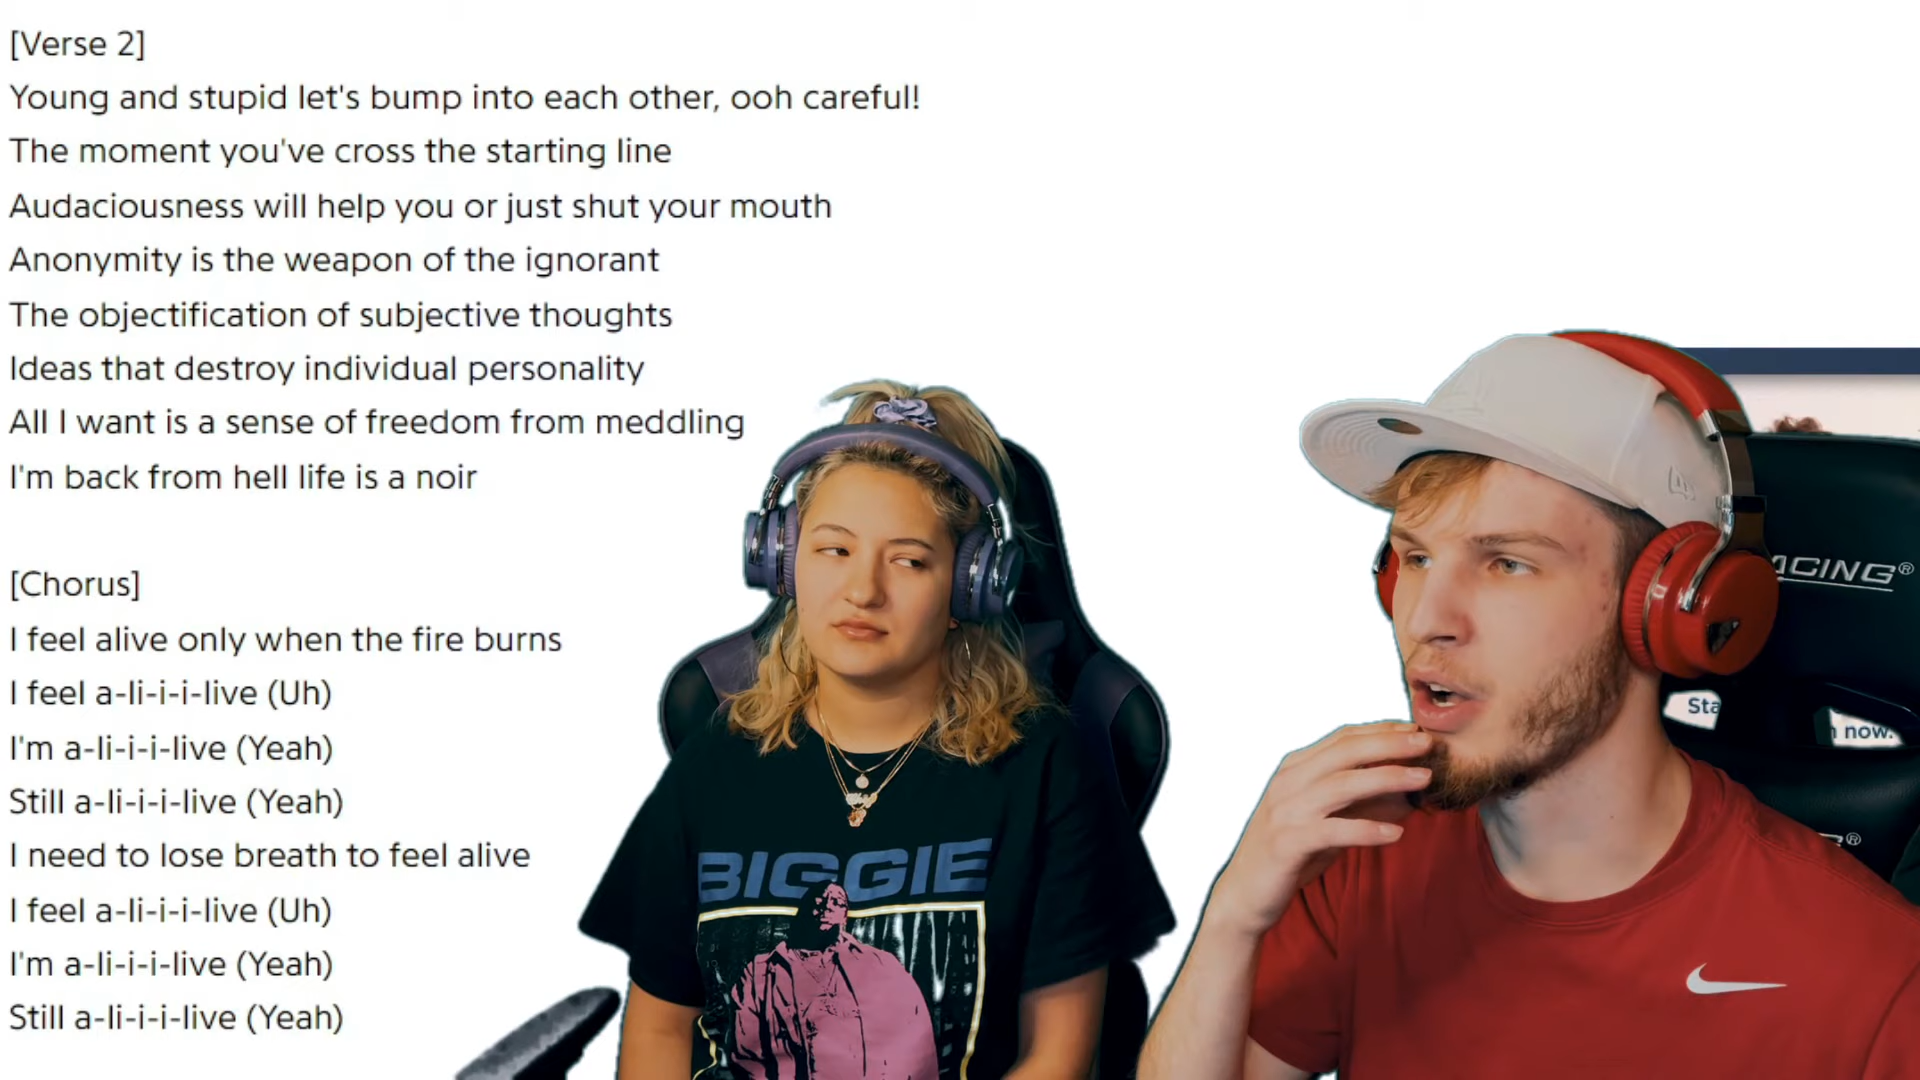 [Verse 2]
Young and stupid let's bump into each other, ooh careful!
The moment you've cross the starting line
Audaciousness will help you or just shut your mouth
Anonymity is the weapon of the ignorant
The objectification of subjective thoughts
Ideas that destroy individual personality
All I want is a sense of freedom from meddling
I'm back from hell life is a noir
[Chorus]
I feel alive only when the fire burns
I feel a-li-i-i-live (Uh)
I'm a-li-i-i-live (Yeah)
Still a-li-i-i-live (Yeah)
I need to lose breath to feel alive
I feel a-li-i-i-live (Uh)
I'm a-li-i-i-live (Yeah)
Still a-li-i-i-live (Yeah)
BIGGIE
ACING®
Sta
now.